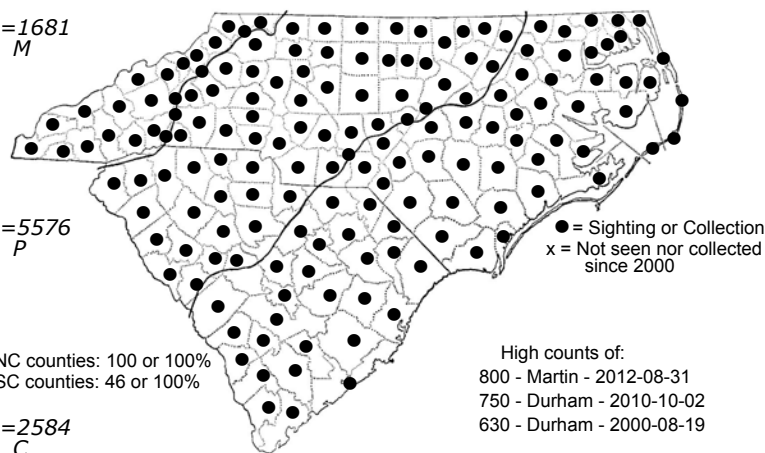 =1681
M
=5576
P
= Sighting or Collection
x = Not seen nor collected
since 2000
NC counties: 100 or 100%
SC counties: 46 or 100%
High counts of:
800 - Martin - 2012-08-31
750 - Durham - 2010-10-02
630 - Durham - 2000-08-19
=2584
C